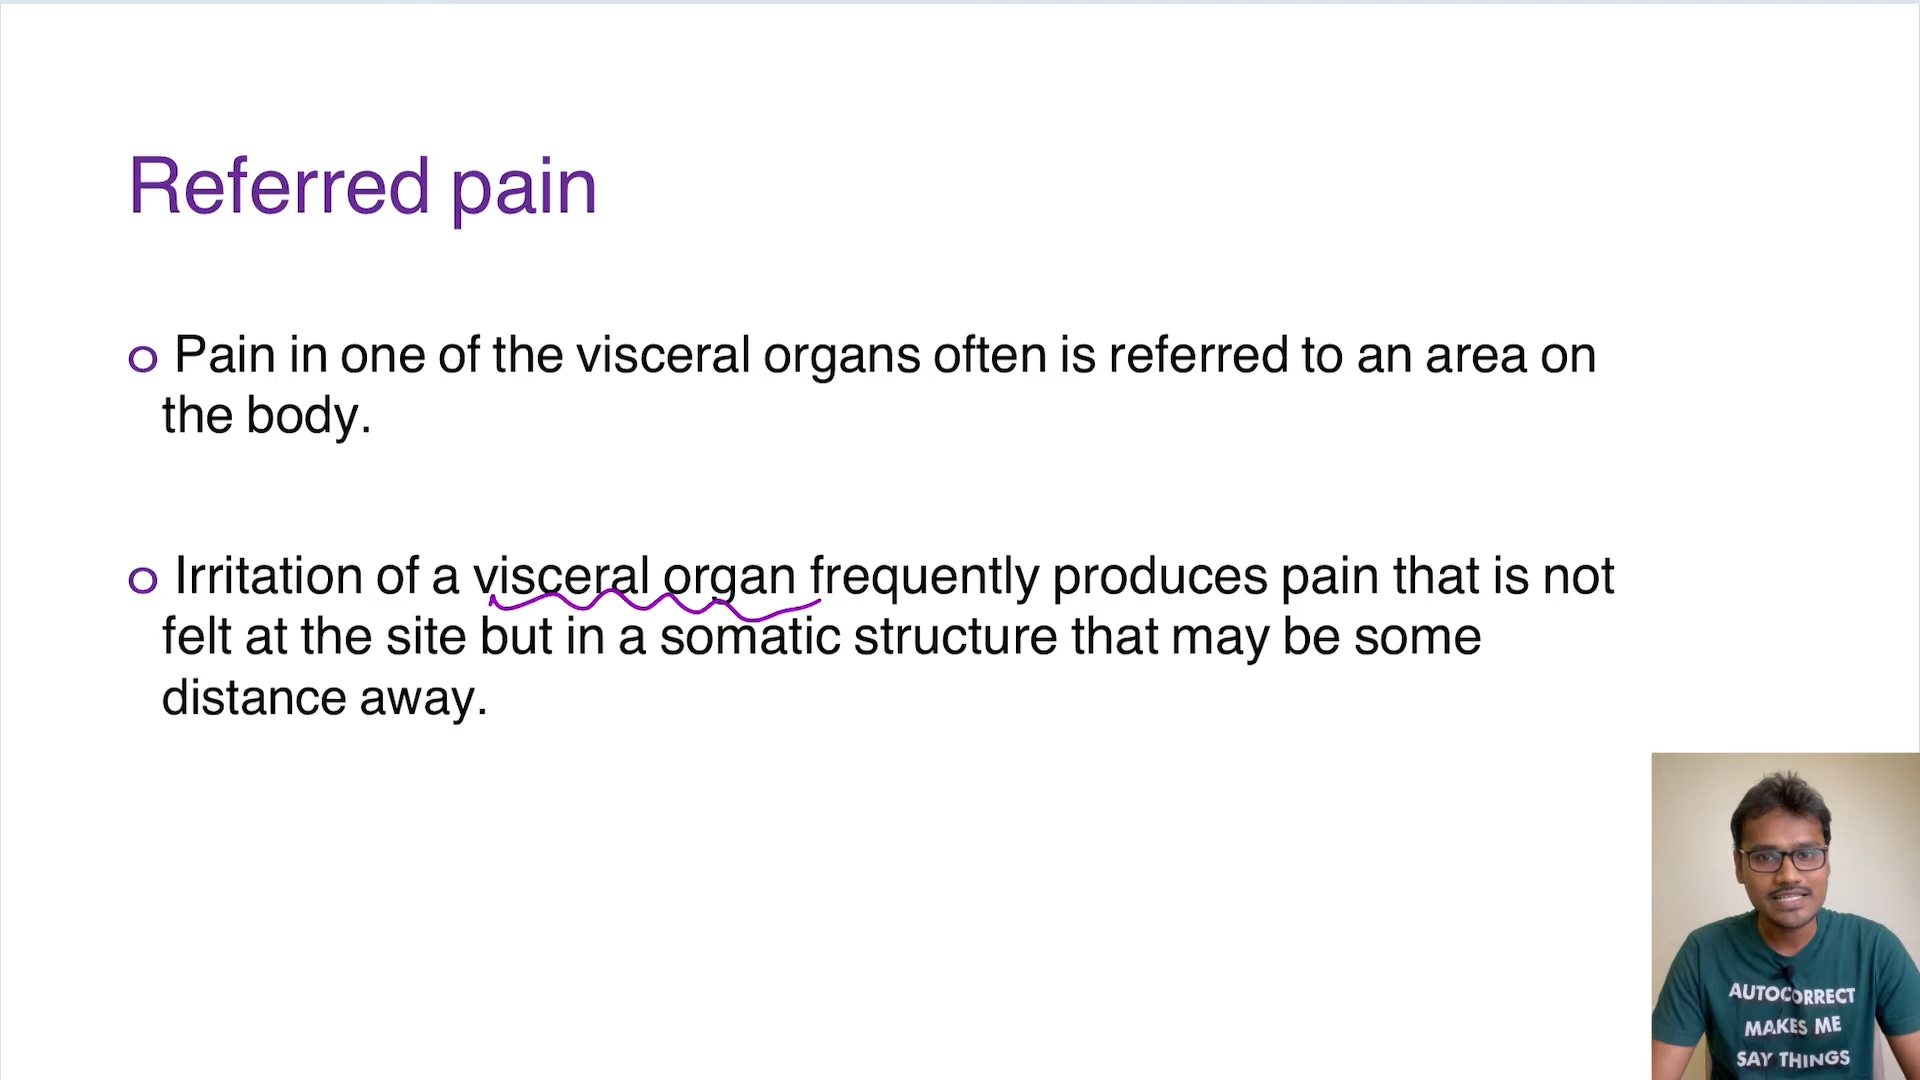 Referred pain
o Pain in one of the visceral organs often is referred to an area on
the body.
o Irritation of a visceral organ frequently produces pain that is not
felt at the site but in a somatic structure that may be some
distance away.
AUTOCORRECT
MAKES ME
SAY THINGS